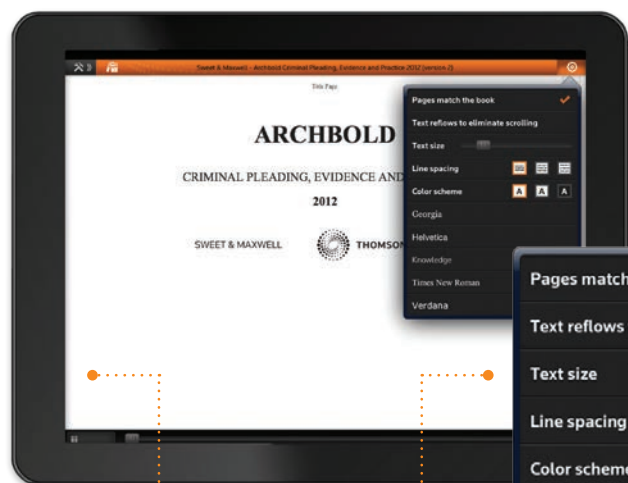 Sweet & Maxwell - Archbold Criminal Pleading, Evidence and Practice 2012 [version 2]
Title Page
ARCHBOLD
CRIMINAL PLEADING, EVIDENCE AND
2012
SWEET & MAXWELL THOMSON
Pages match the book
Text reflows to eliminate scrolling
Text size
Line spacing
Color scheme A A A
Georgia
Helvetica
Knowledge
Times New Roman
Verdana
Pages match
Text reflows
Text size
Line spacing
Color scheme